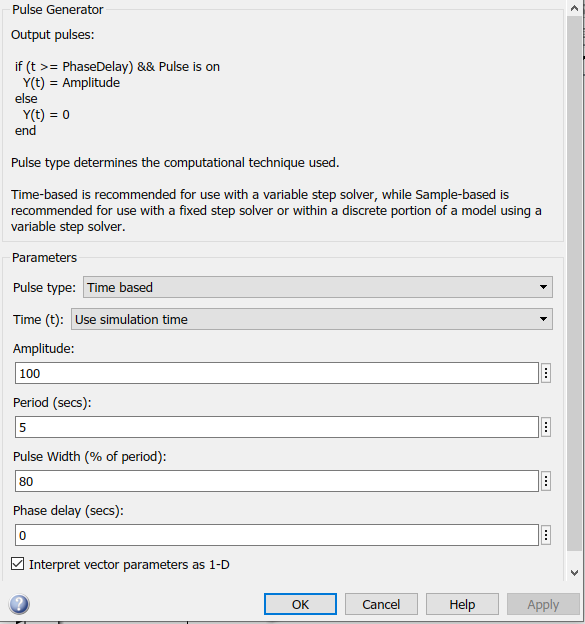 Pulse Generator
Output pulses:
if (t >= PhaseDelay) && Pulse is on
Y(t) = Amplitude
else
Y(t) = 0
end
Pulse type determines the computational technique used.
Time-based is recommended for use with a variable step solver, while Sample-based is
recommended for use with a fixed step solver or within a discrete portion of a model using a
variable step solver.
Parameters
Pulse type: Time based
Time (t): Use simulation time
Amplitude:
100
Period (secs):
5
Pulse Width (% of period):
80
Phase delay (secs):
0
Interpret vector parameters as 1-D
? OK Cancel Help Apply